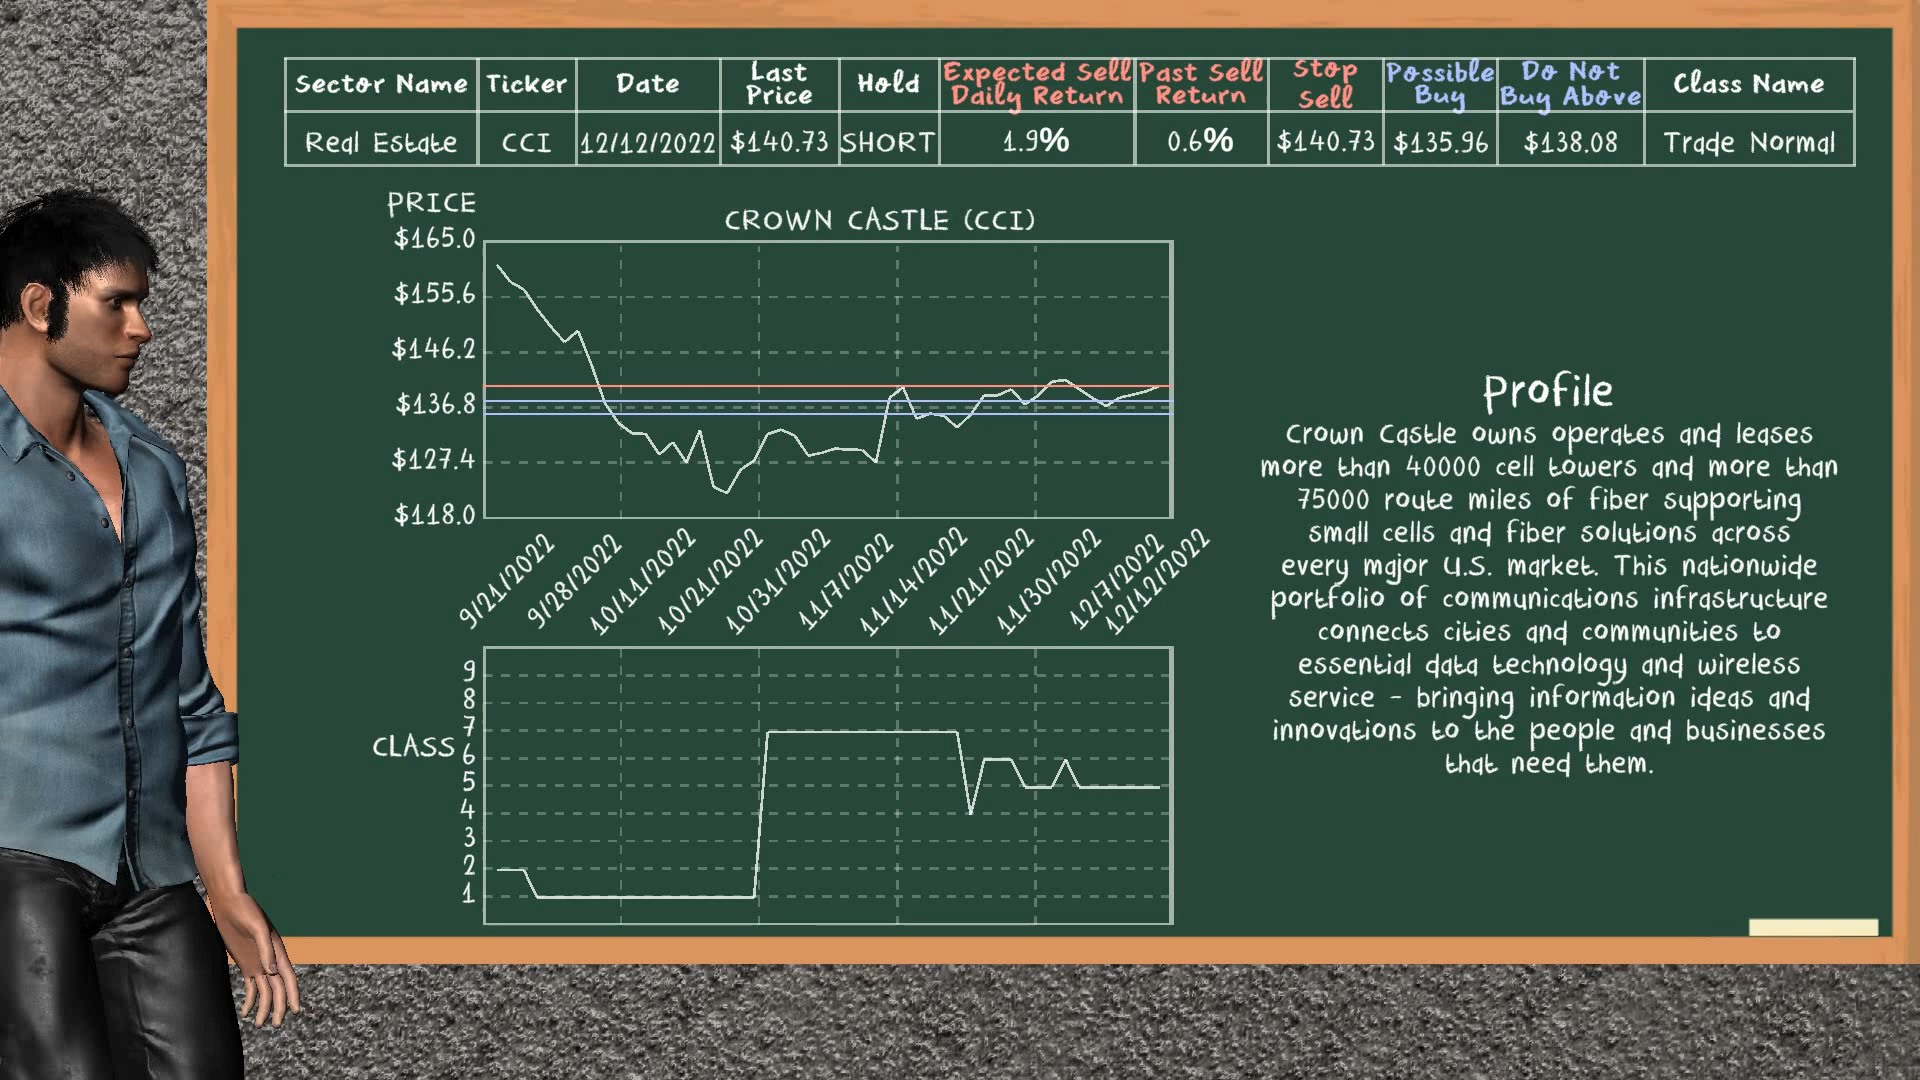 Sector Name Ticker Date Last Price Hold Expected Sell Daily Return Past Sell Return Stop Sell Possible Buy Do Not Buy Above Class Name
Real Estate CCI 12/12/2022 $140.73 SHORT 1.9% 0.6% $140.73 $135.96 $138.08 Trade Normal
PRICE
CROWN CASTLE (CCI)
$165.0
$155.6
$146.2
$136.8
$127.4
$118.0
9/21/2022 9/28/2022 10/11/2022 10/21/2022 10/31/2022 11/7/2022 11/14/2022 11/21/2022 11/30/2022 12/7/2022 12/12/2022
CLASS
9
8
7
6
5
4
3
2
1
Profile
Crown Castle owns operates and leases
more than 40000 cell towers and more than
75000 route miles of fiber supporting
small cells and fiber solutions across
every major U.S. market. This nationwide
portfolio of communications infrastructure
connects cities and communities to
essential data technology and wireless
service - bringing information ideas and
innovations to the people and businesses
that need them.